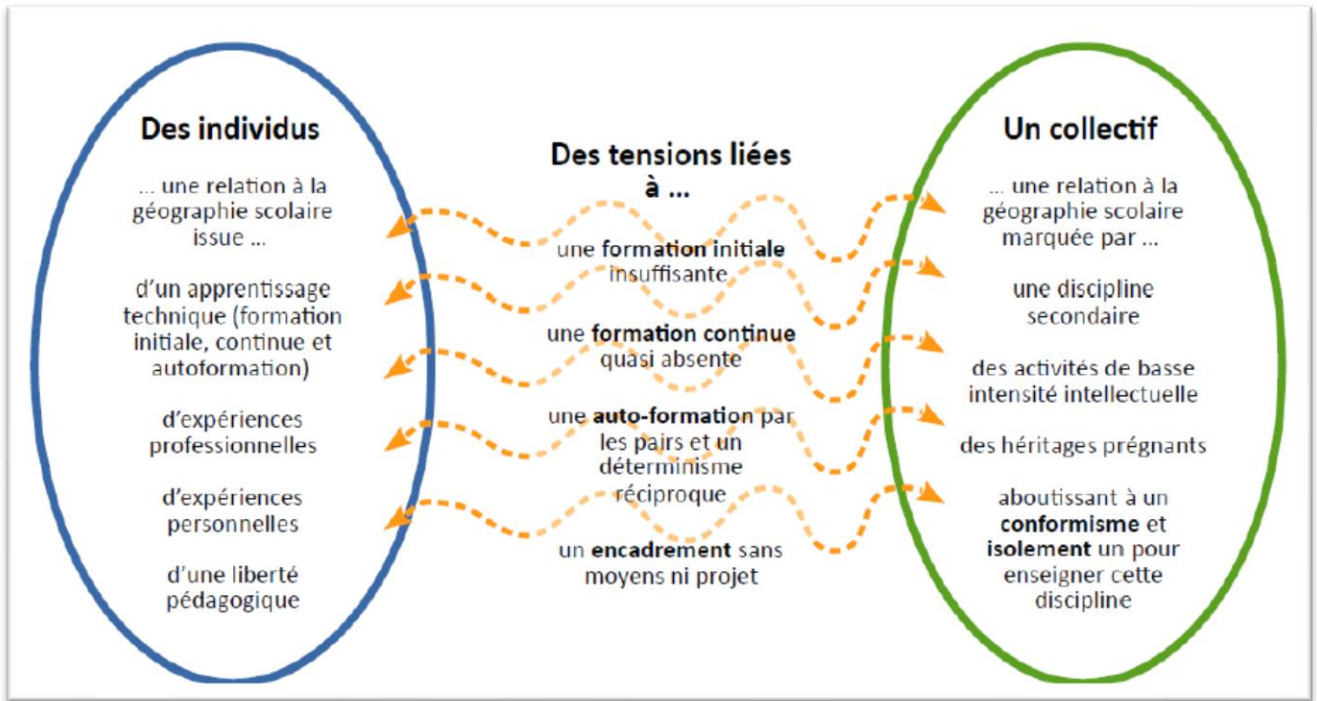 Des individus
... une relation à la
géographie scolaire
issue ...
d'un apprentissage
technique (formation
initiale, continue et
autoformation)
d'expériences
professionnelles
d'expériences
personnelles
d'une liberté
pédagogique
Des tensions liées
à ...
une formation initiale
insuffisante
une formation continue
quasi absente
une auto-formation par
les pairs et un
déterminisme
réciproque
un encadrement sans
moyens ni projet
Un collectif
... une relation à la
géographie scolaire
marquée par ...
une discipline
secondaire
des activités de basse
intensité intellectuelle
des héritages prégnants
aboutissant à un
conformisme et
isolement un pour
enseigner cette
discipline